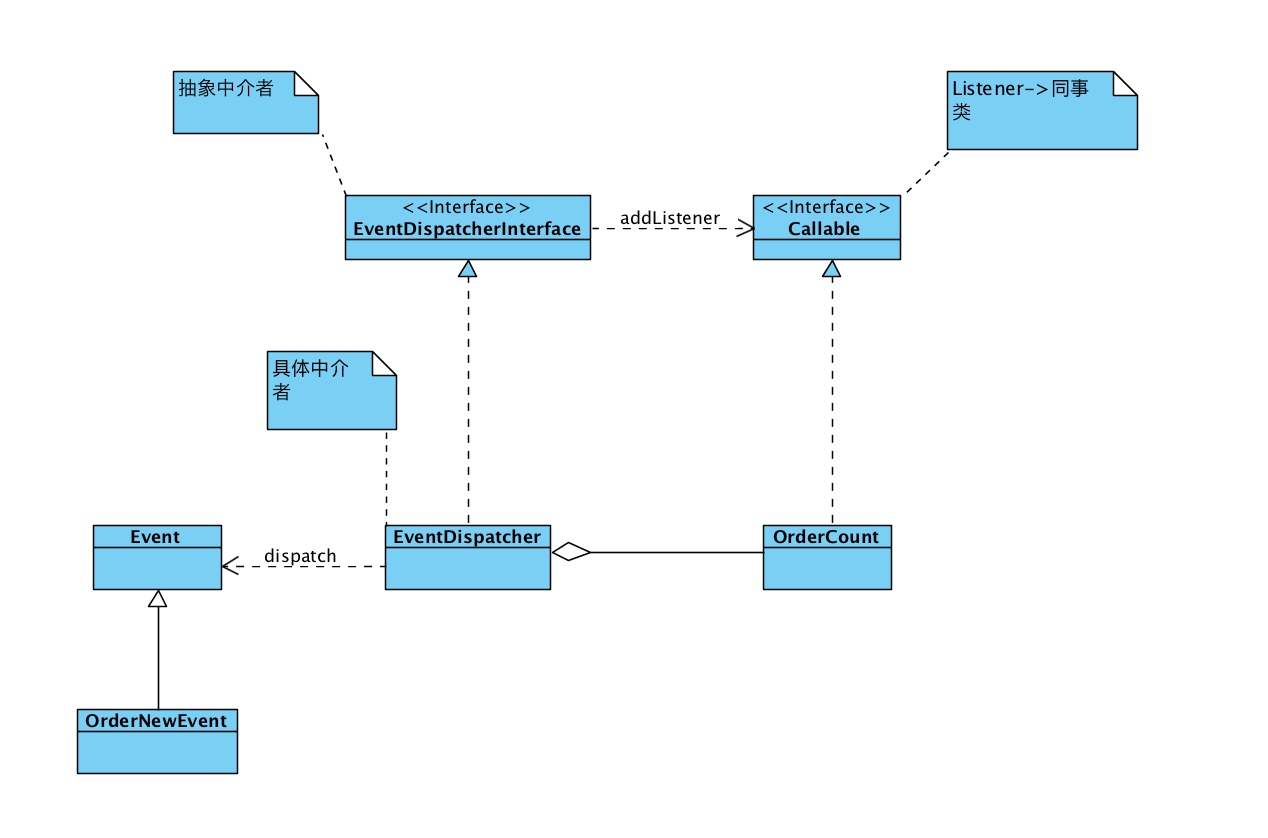 抽象中介者
Listener->同事
类
<<Interface>>
EventDispatcherInterface
addListener
<<Interface>>
Callable
具体中介
者
Event
dispatch
EventDispatcher
OrderCount
OrderNewEvent